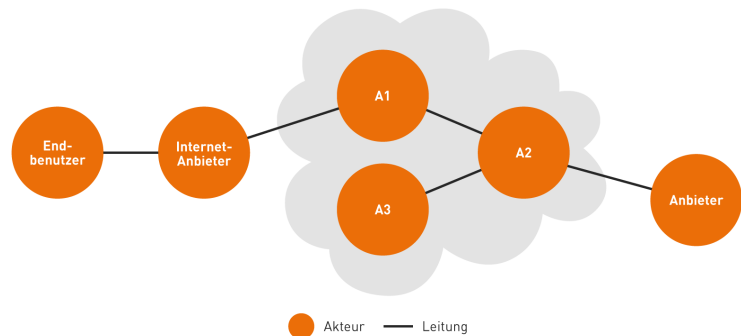 End-
benutzer
Internet-
Anbieter
A1
A2
A3
Anbieter
Akteur
Leitung